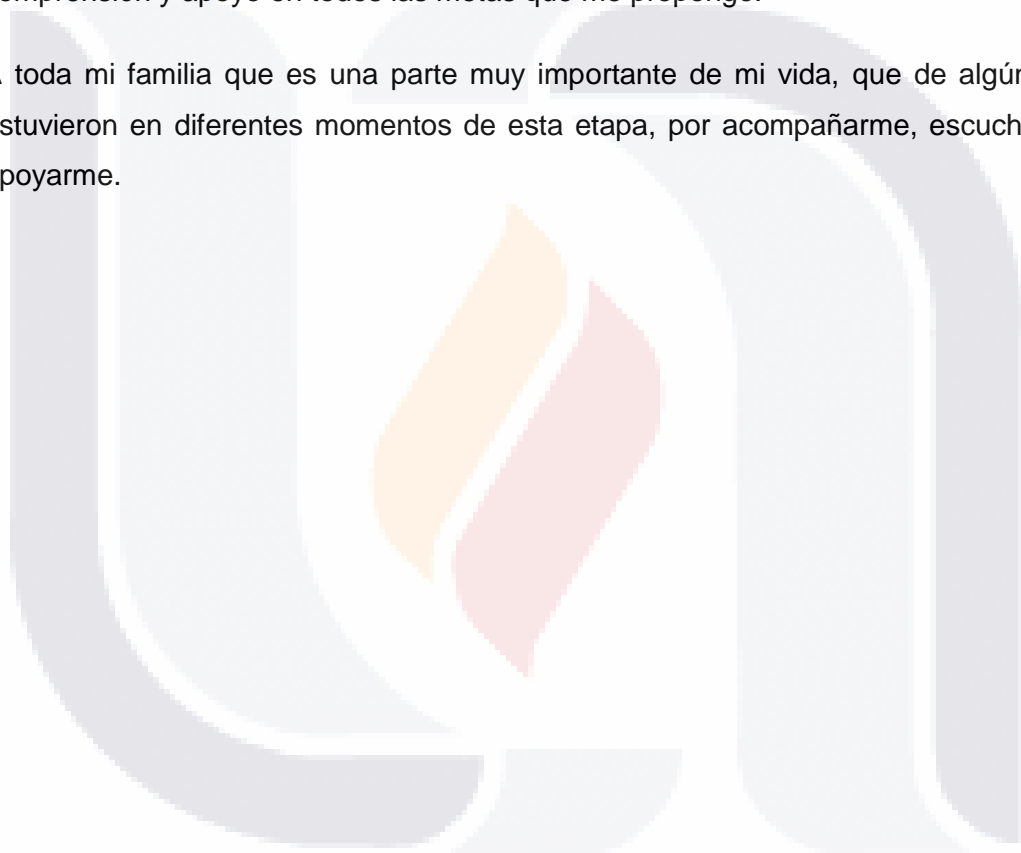 omprensión y apoyo en todos las metas que me propongo.
A toda mi familia que es una parte muy importante de mi vida, que de algún
stuvieron en diferentes momentos de esta etapa, por acompañarme, escuch
poyarme.